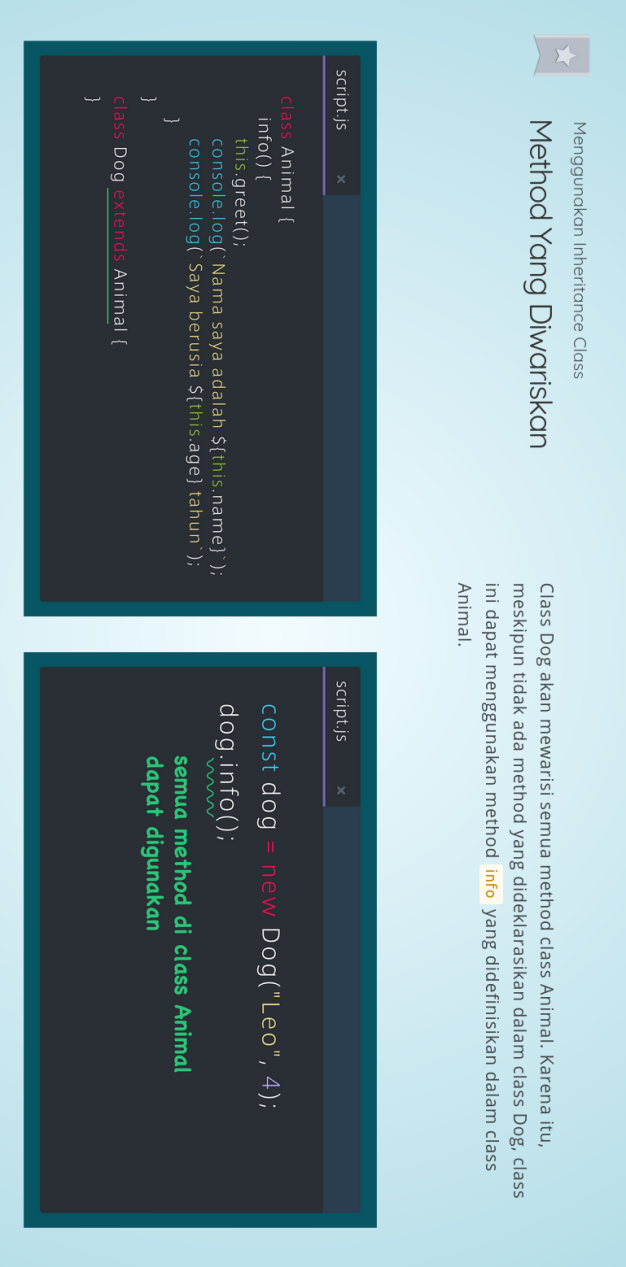 Menggunakan Inheritance Class
Method Yang Diwariskan
Class Dog akan mewarisi semua method class Animal. Karena itu,
meskipun tidak ada method yang dideklarasikan dalam class Dog, class
ini dapat menggunakan method info yang didefinisikan dalam class
Animal.
script.js ×
class Animal {
info() {
this.greet();
console.log(`Nama saya adalah ${this.name}`);
console.log(`Saya berusia ${this.age} tahun`);
}
}
class Dog extends Animal {
}
script.js ×
const dog = new Dog("Leo", 4);
dog.info();
semua method di class Animal
dapat digunakan